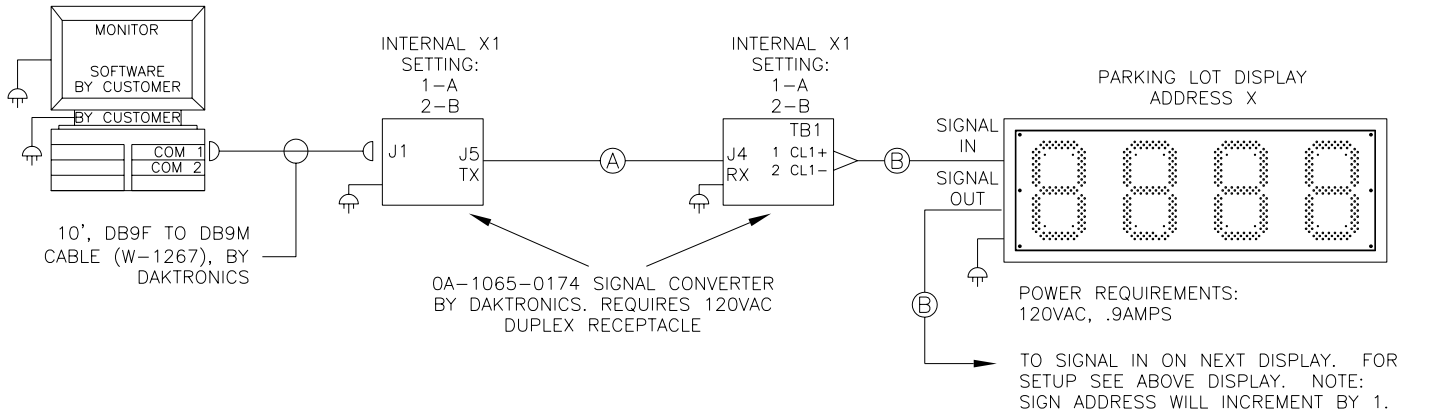 MONITOR
SOFTWARE
BY CUSTOMER
BY CUSTOMER
COM 1
COM 2
10', DB9F TO DB9M
CABLE (W-1267), BY
DAKTRONICS
INTERNAL X1
SETTING:
1-A
2-B
J1
J5
TX
A
INTERNAL X1
SETTING:
1-A
2-B
TB1
J4
RX
1 CL1+
2 CL1-
B
0A-1065-0174 SIGNAL CONVERTER
BY DAKTRONICS. REQUIRES 120VAC
DUPLEX RECEPTACLE
PARKING LOT DISPLAY
ADDRESS X
SIGNAL
IN
SIGNAL
OUT
8888
B
POWER REQUIREMENTS:
120VAC, .9AMPS
TO SIGNAL IN ON NEXT DISPLAY. FOR
SETUP SEE ABOVE DISPLAY. NOTE:
SIGN ADDRESS WILL INCREMENT BY 1.